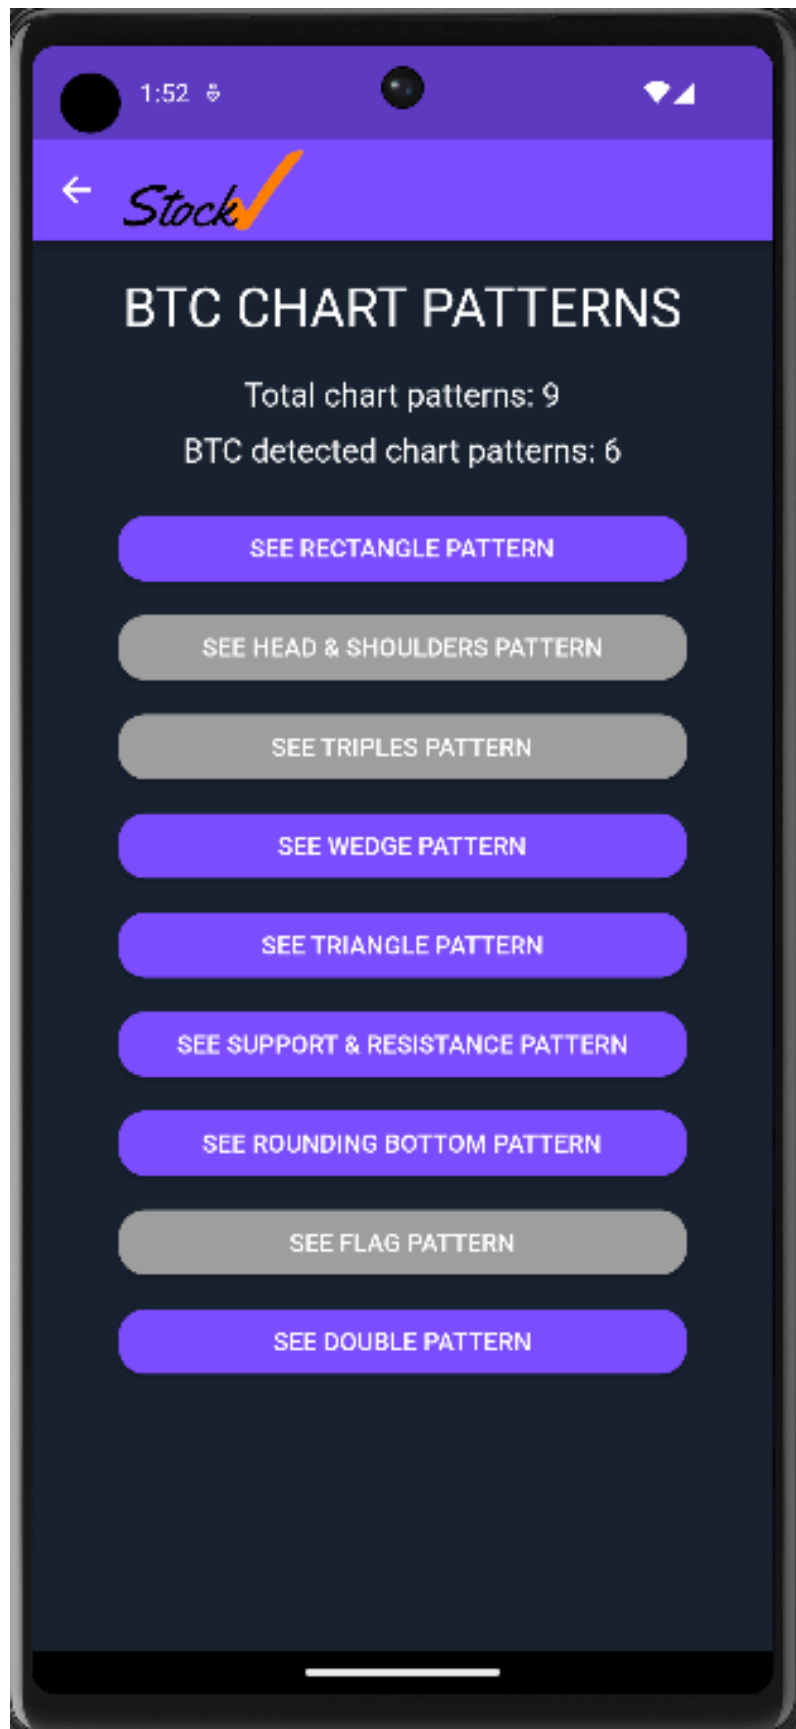 1:52
Stock
BTC CHART PATTERNS
Total chart patterns: 9
BTC detected chart patterns: 6
SEE RECTANGLE PATTERN
SEE HEAD & SHOULDERS PATTERN
SEE TRIPLES PATTERN
SEE WEDGE PATTERN
SEE TRIANGLE PATTERN
SEE SUPPORT & RESISTANCE PATTERN
SEE ROUNDING BOTTOM PATTERN
SEE FLAG PATTERN
SEE DOUBLE PATTERN